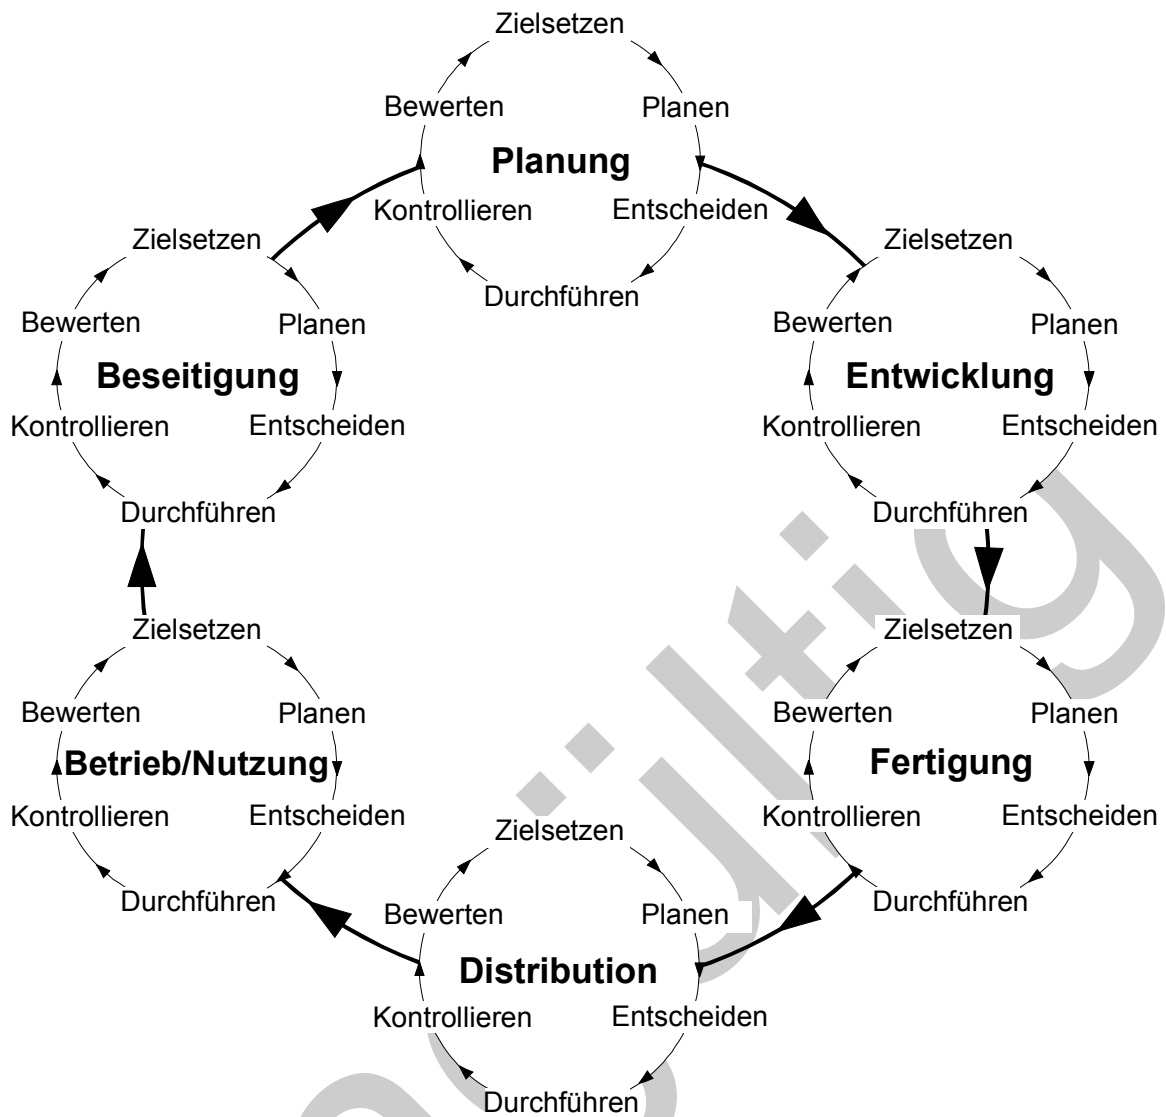 Zielsetzen
Bewerten
Planen
Planung
Kontrollieren
Entscheiden
Durchführen
Zielsetzen
Bewerten
Planen
Entwicklung
Kontrollieren
Entscheiden
Durchführen
Zielsetzen
Bewerten
Planen
Fertigung
Kontrollieren
Entscheiden
Durchführen
Zielsetzen
Bewerten
Planen
Distribution
Kontrollieren
Entscheiden
Durchführen
Zielsetzen
Bewerten
Planen
Betrieb/Nutzung
Kontrollieren
Entscheiden
Durchführen
Zielsetzen
Bewerten
Planen
Beseitigung
Kontrollieren
Entscheiden
Durchführen
ültig